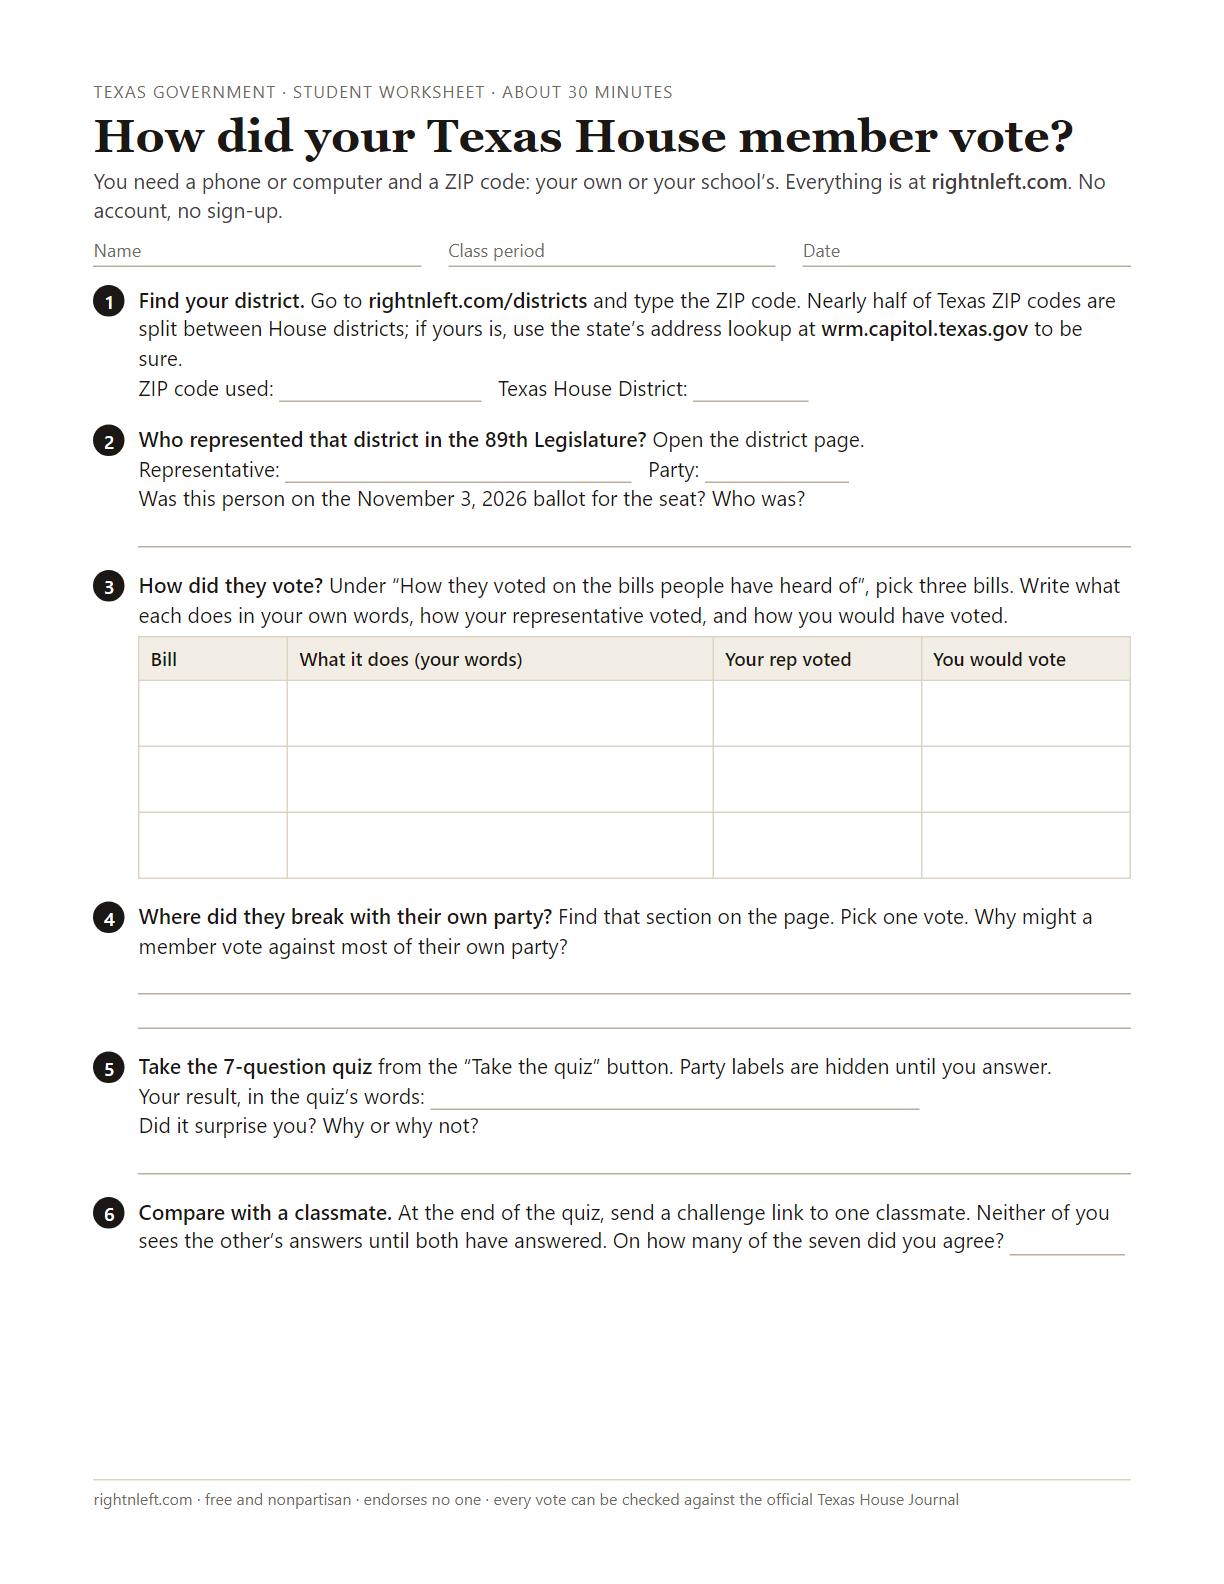 TEXAS GOVERNMENT · STUDENT WORKSHEET · ABOUT 30 MINUTES
How did your Texas House member vote?
You need a phone or computer and a ZIP code: your own or your school’s. Everything is at rightnleft.com. No
account, no sign-up.
Name Class period Date
1 Find your district. Go to rightnleft.com/districts and type the ZIP code. Nearly half of Texas ZIP codes are
split between House districts; if yours is, use the state’s address lookup at wrm.capitol.texas.gov to be
sure.
ZIP code used: Texas House District:
2 Who represented that district in the 89th Legislature? Open the district page.
Representative: Party:
Was this person on the November 3, 2026 ballot for the seat? Who was?
3 How did they vote? Under “How they voted on the bills people have heard of”, pick three bills. Write what
each does in your own words, how your representative voted, and how you would have voted.
Bill What it does (your words) Your rep voted You would vote
4 Where did they break with their own party? Find that section on the page. Pick one vote. Why might a
member vote against most of their own party?
5 Take the 7-question quiz from the “Take the quiz” button. Party labels are hidden until you answer.
Your result, in the quiz’s words:
Did it surprise you? Why or why not?
6 Compare with a classmate. At the end of the quiz, send a challenge link to one classmate. Neither of you
sees the other’s answers until both have answered. On how many of the seven did you agree?
rightnleft.com · free and nonpartisan · endorses no one · every vote can be checked against the official Texas House Journal